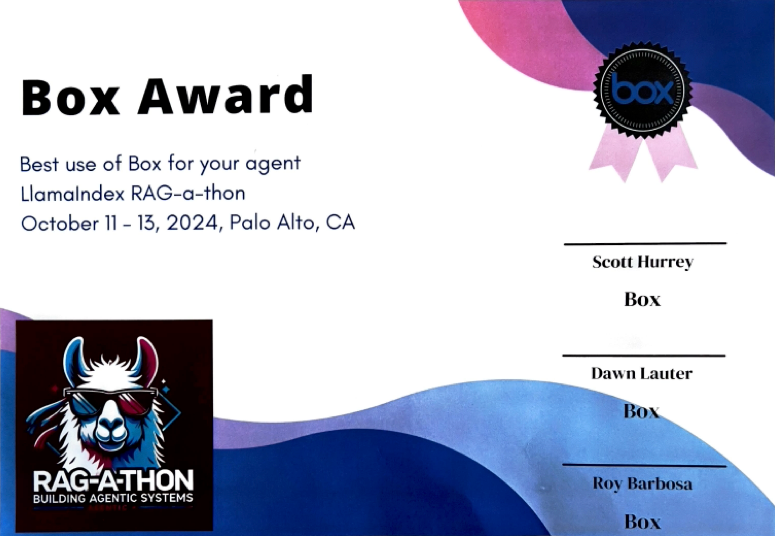 Box Award
Best use of Box for your agent
LlamaIndex RAG-a-thon
October 11 - 13, 2024, Palo Alto, CA
box
Scott Hurrey
Box
Dawn Lauter
Box
Roy Barbosa
Box
RAG-A-THON
BUILDING AGENTIC SYSTEMS
AGENTIC